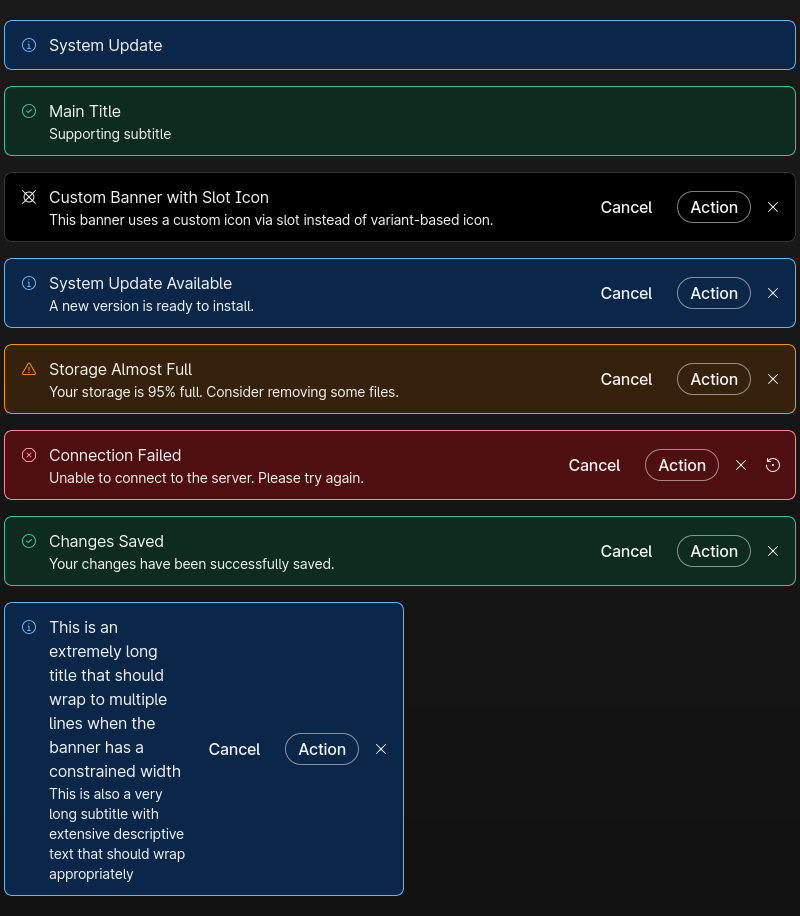 System Update
Main Title
Supporting subtitle
Custom Banner with Slot Icon
This banner uses a custom icon via slot instead of variant-based icon.
Cancel Action
System Update Available
A new version is ready to install.
Cancel Action
Storage Almost Full
Your storage is 95% full. Consider removing some files.
Cancel Action
Connection Failed
Unable to connect to the server. Please try again.
Cancel Action
Changes Saved
Your changes have been successfully saved.
Cancel Action
This is an
extremely long
title that should
wrap to multiple
lines when the
banner has a
constrained width
This is also a very
long subtitle with
extensive descriptive
text that should wrap
appropriately
Cancel Action